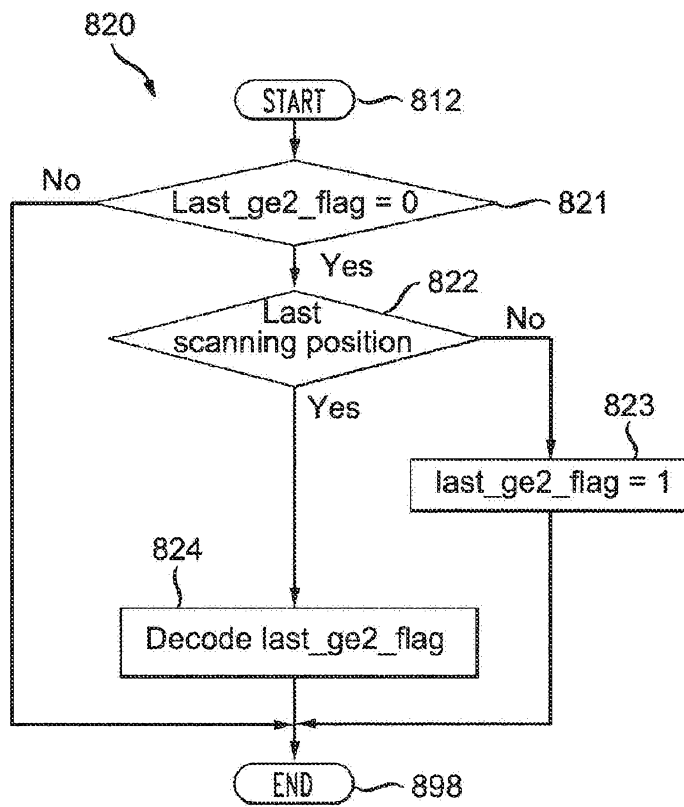 820
START
812
No
Last_ge2_flag = 0
821
Yes
822
Last
scanning position
No
Yes
823
last_ge2_flag = 1
824
Decode last_ge2_flag
END
898